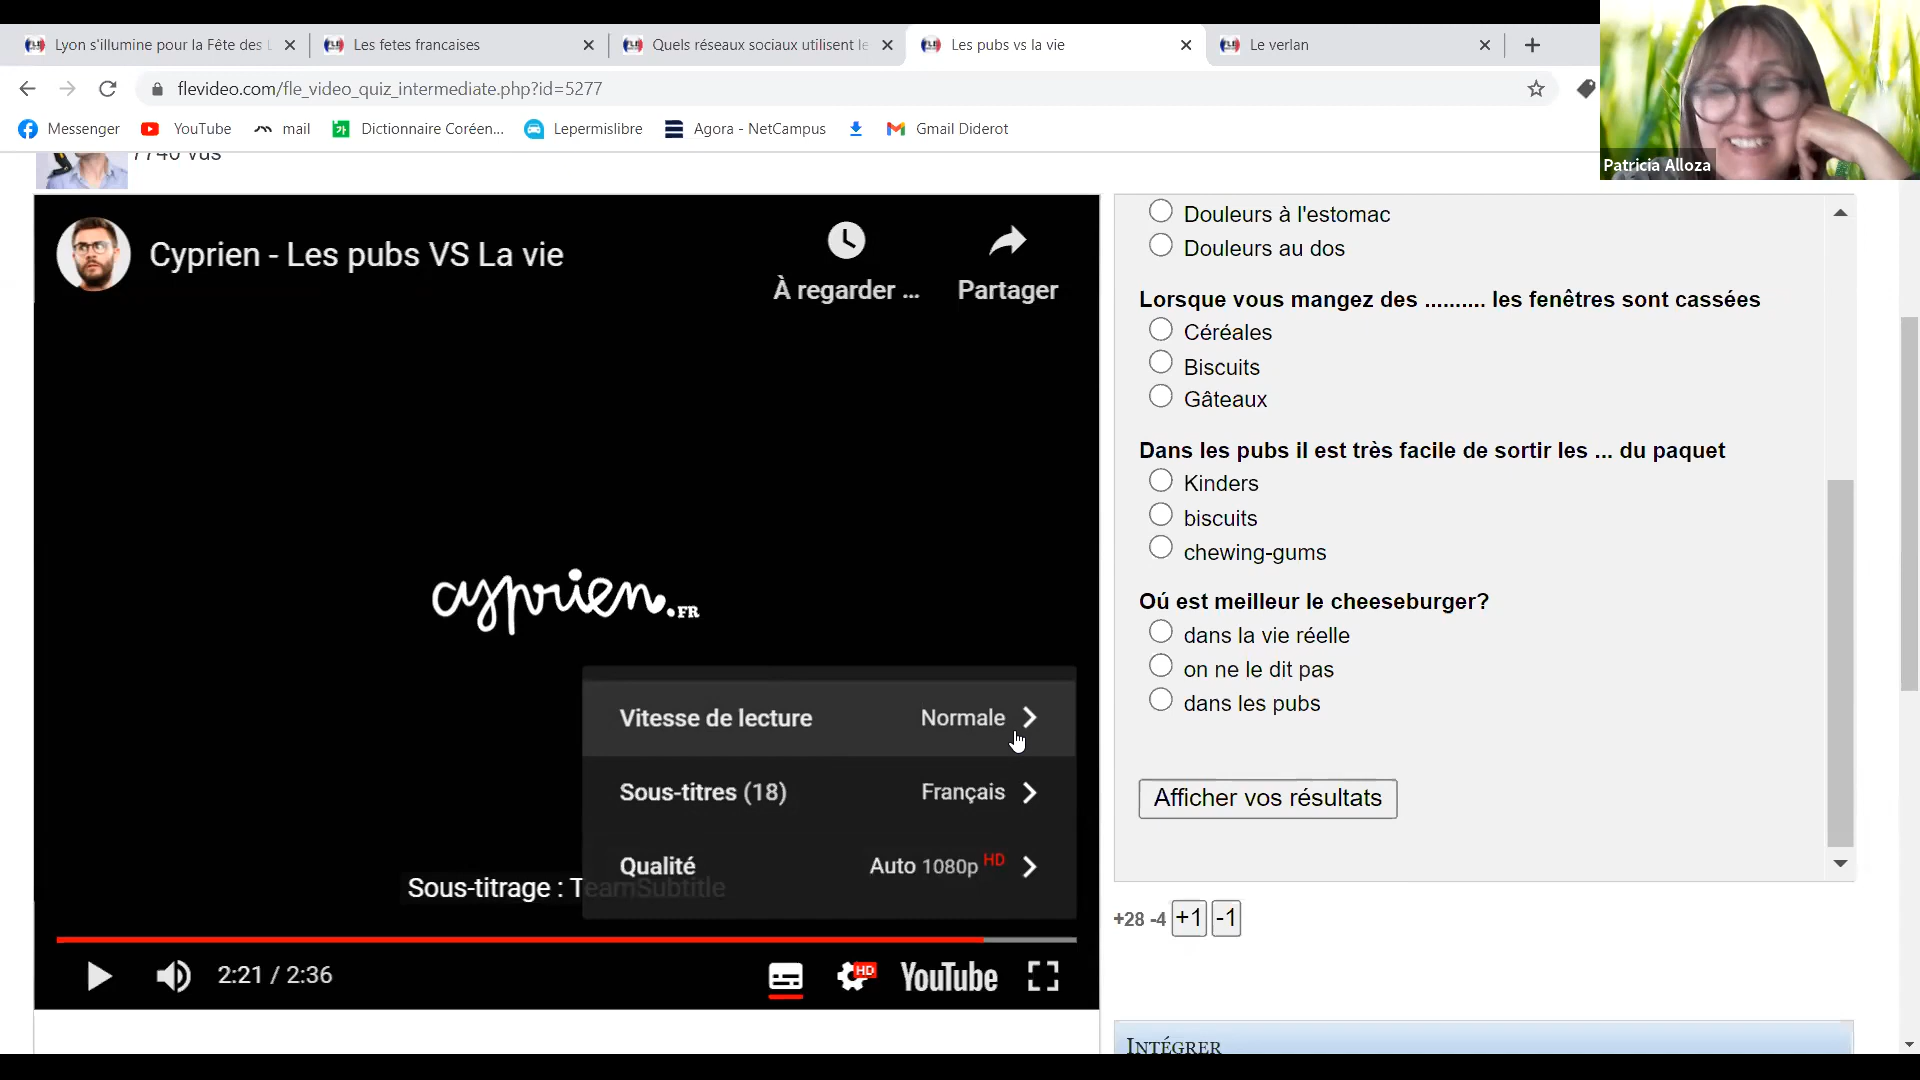 Lyon s'illumine pour la Fête des L
Les fetes francaises
Quels réseaux sociaux utilisent le
Les pubs vs la vie
Le verlan
flevideo.com/fle_video_quiz_intermediate.php?id=5277
Messenger
YouTube
mail
Dictionnaire Coréen...
Lepermislibre
Agora - NetCampus
Gmail Diderot
Patricia Alloza
7740 vus
Cyprien - Les pubs VS La vie
À regarder ...
Partager
cyprien.FR
Vitesse de lecture Normale
Sous-titres (18) Français
Qualité Auto 1080p HD
Sous-titrage : TeamSubtitle
2:21 / 2:36
HD
YouTube
Douleurs à l'estomac
Douleurs au dos
Lorsque vous mangez des .......... les fenêtres sont cassées
Céréales
Biscuits
Gâteaux
Dans les pubs il est très facile de sortir les ... du paquet
Kinders
biscuits
chewing-gums
Oú est meilleur le cheeseburger?
dans la vie réelle
on ne le dit pas
dans les pubs
Afficher vos résultats
+28 -4 +1 -1
INTÉGRER